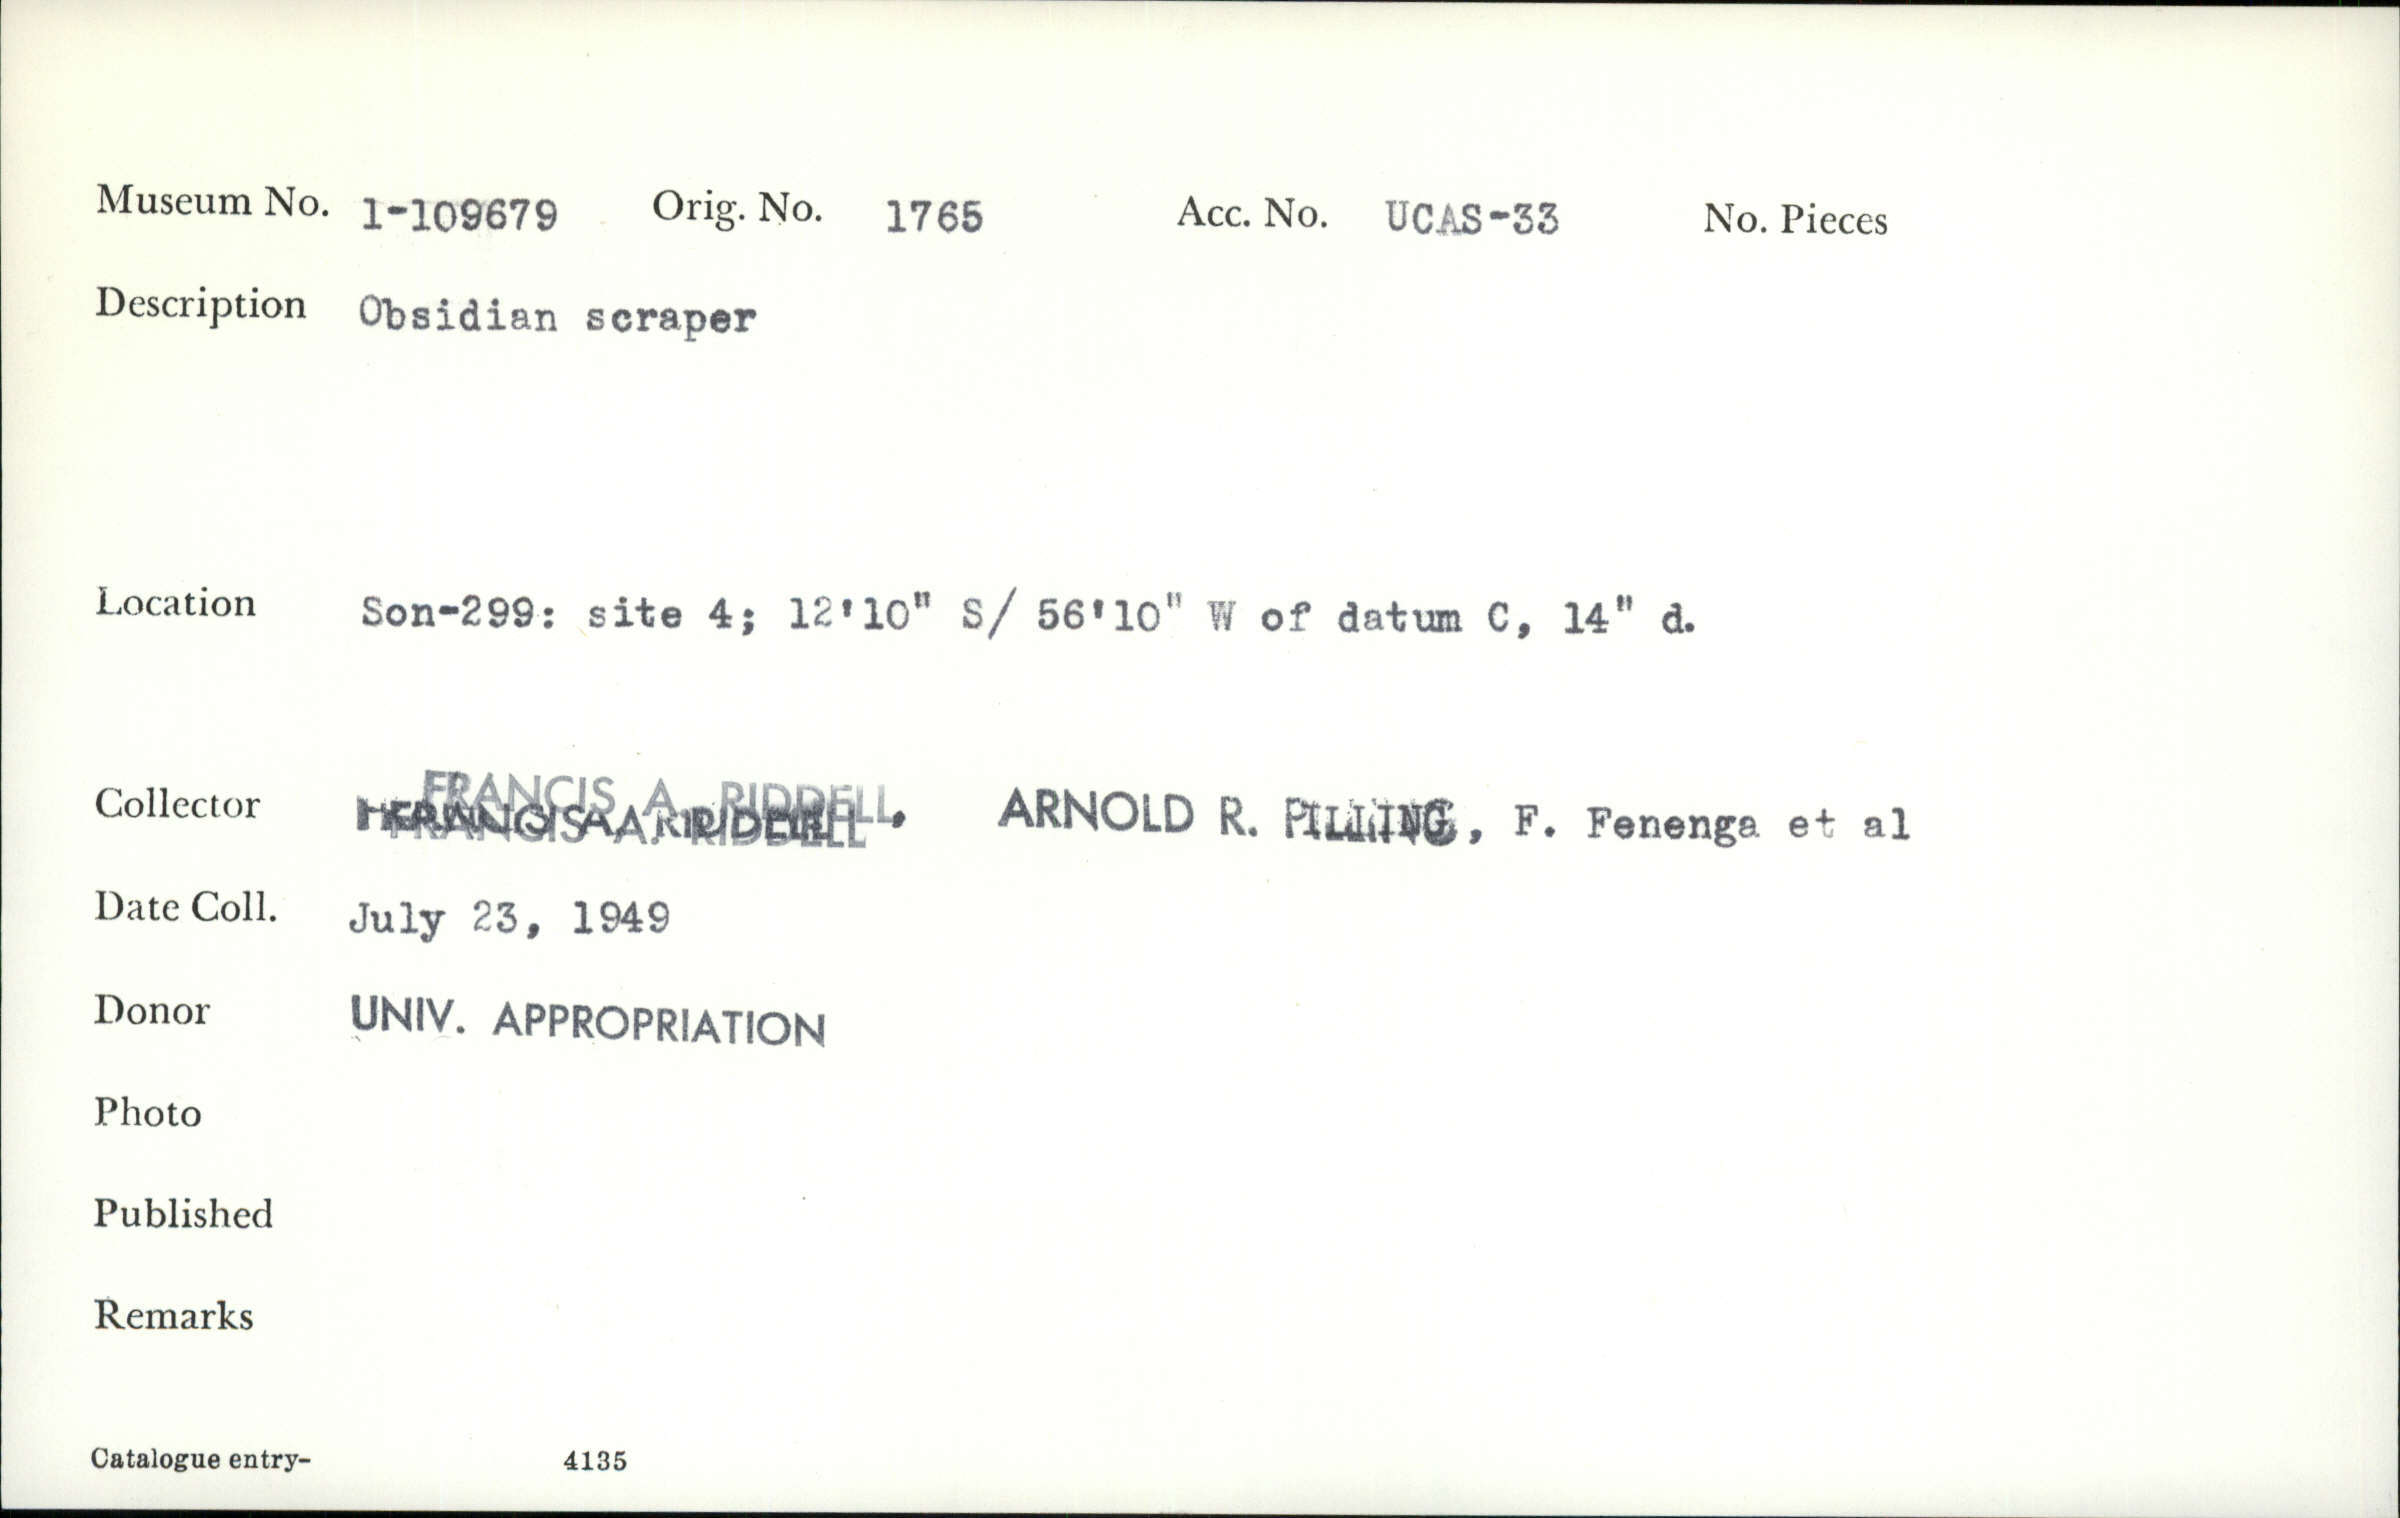 Museum No. 1-109679 Orig. No. 1765 Acc. No. UCAS-33 No. Pieces
Description Obsidian scraper
Location Son-299: site 4; 12'10" S/ 56'10" W of datum C, 14" d.
Collector FRANCIS A. RIDDELL, ARNOLD R. PILLING, F. Fenenga et al
Date Coll. July 23, 1949
Donor UNIV. APPROPRIATION
Photo
Published
Remarks
Catalogue entry- 4135